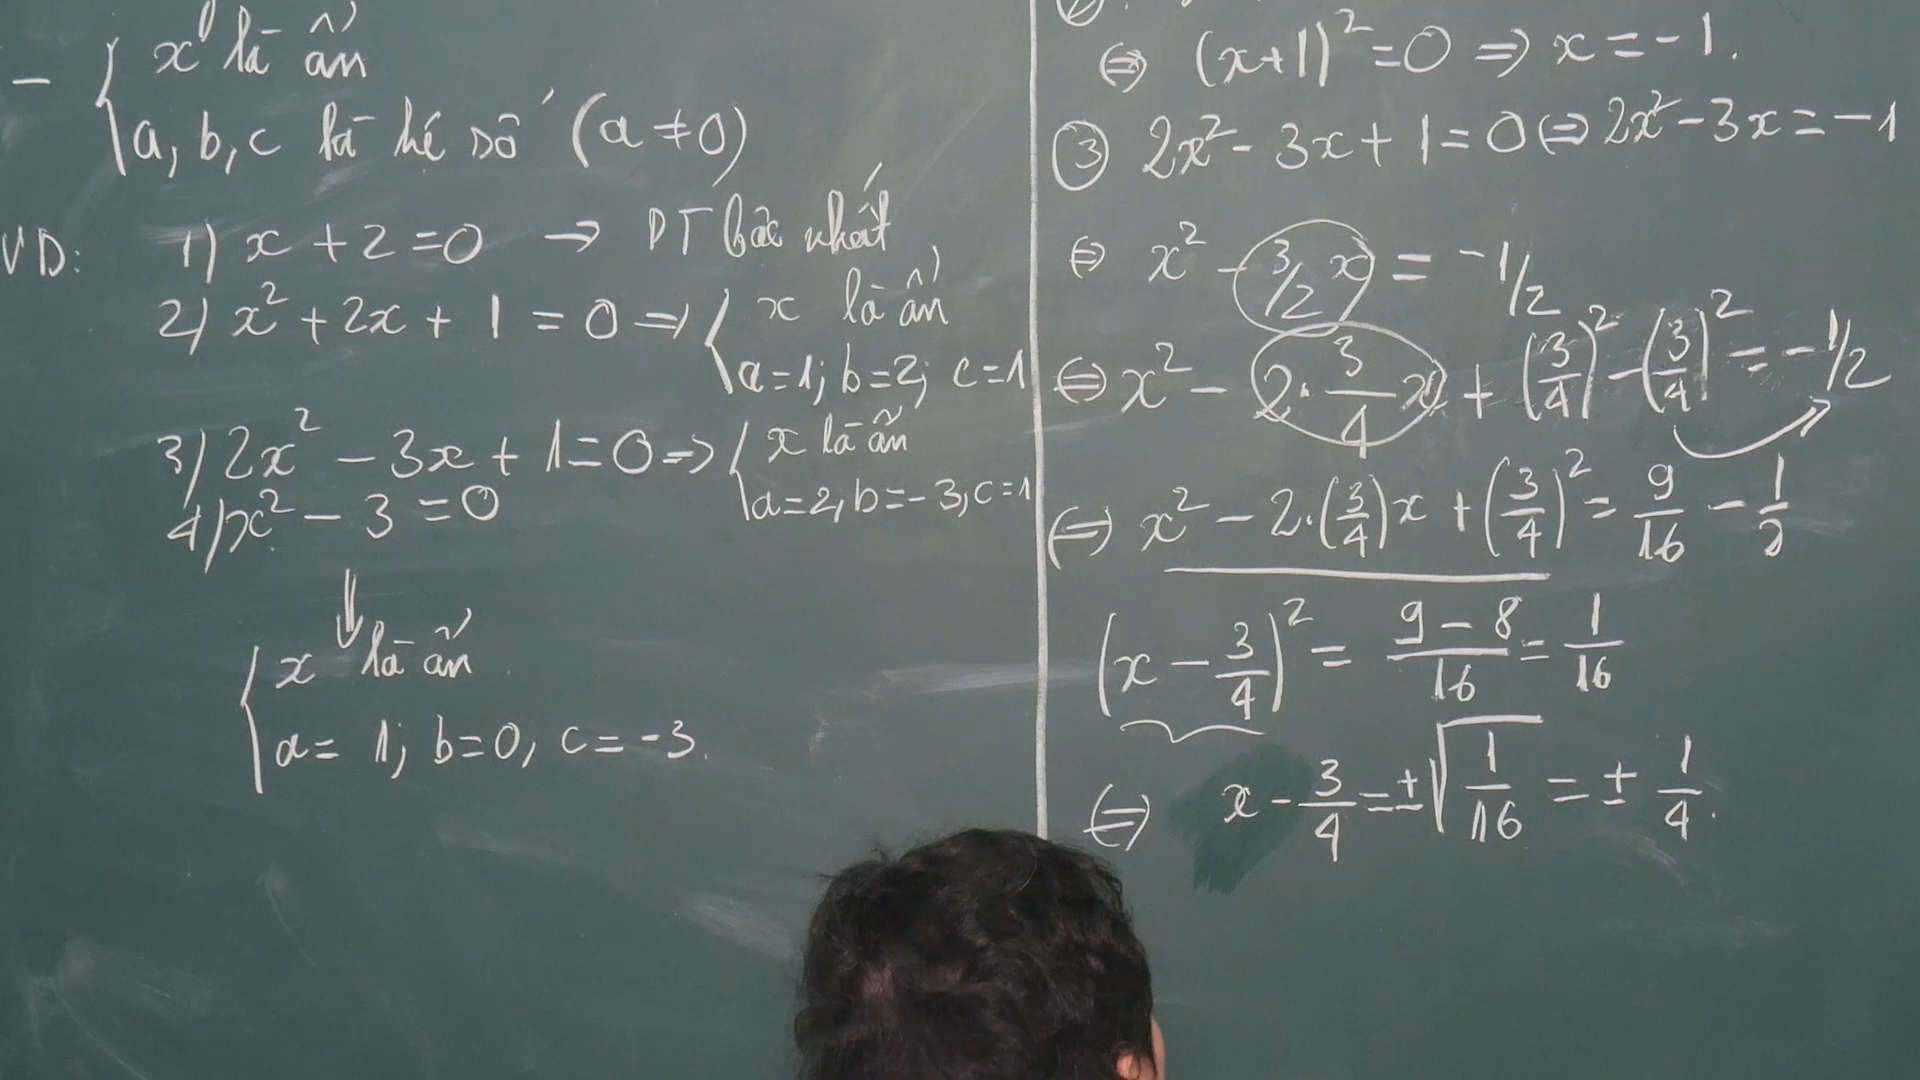 - { x là ẩn
a, b, c là hệ số (a ≠ 0)
VD: 1) x + 2 = 0 → PT bậc nhất
2) x² + 2x + 1 = 0 => { x là ẩn
a = 1; b = 2; c = 1
3) 2x² - 3x + 1 = 0 => { x là ẩn
a = 2, b = -3, c = 1
4) x² - 3 = 0
⇓
{ x là ẩn
a = 1; b = 0, c = -3.
⇔ (x+1)² = 0 => x = -1.
③ 2x² - 3x + 1 = 0 ⇔ 2x² - 3x = -1
⇔ x² - 3/2 x = -1/2
⇔ x² - 2. 3/4 x + (3/4)² - (3/4)² = -1/2
⇔ x² - 2.(3/4)x + (3/4)² = 9/16 - 1/2
(x - 3/4)² = (9 - 8)/16 = 1/16
⇔ x - 3/4 = ±√(1/16) = ± 1/4.